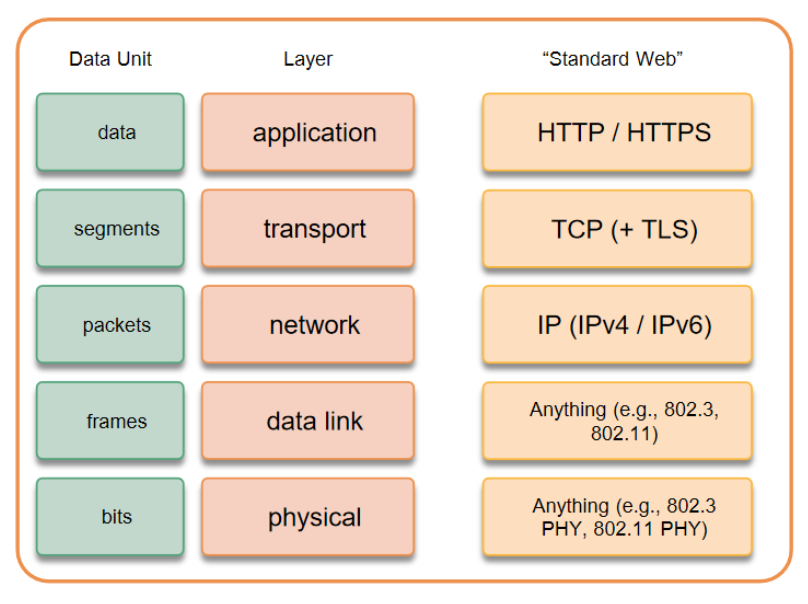 Data Unit Layer “Standard Web”
data application HTTP / HTTPS
segments transport TCP (+ TLS)
packets network IP (IPv4 / IPv6)
frames data link Anything (e.g., 802.3,
802.11)
bits physical Anything (e.g., 802.3
PHY, 802.11 PHY)